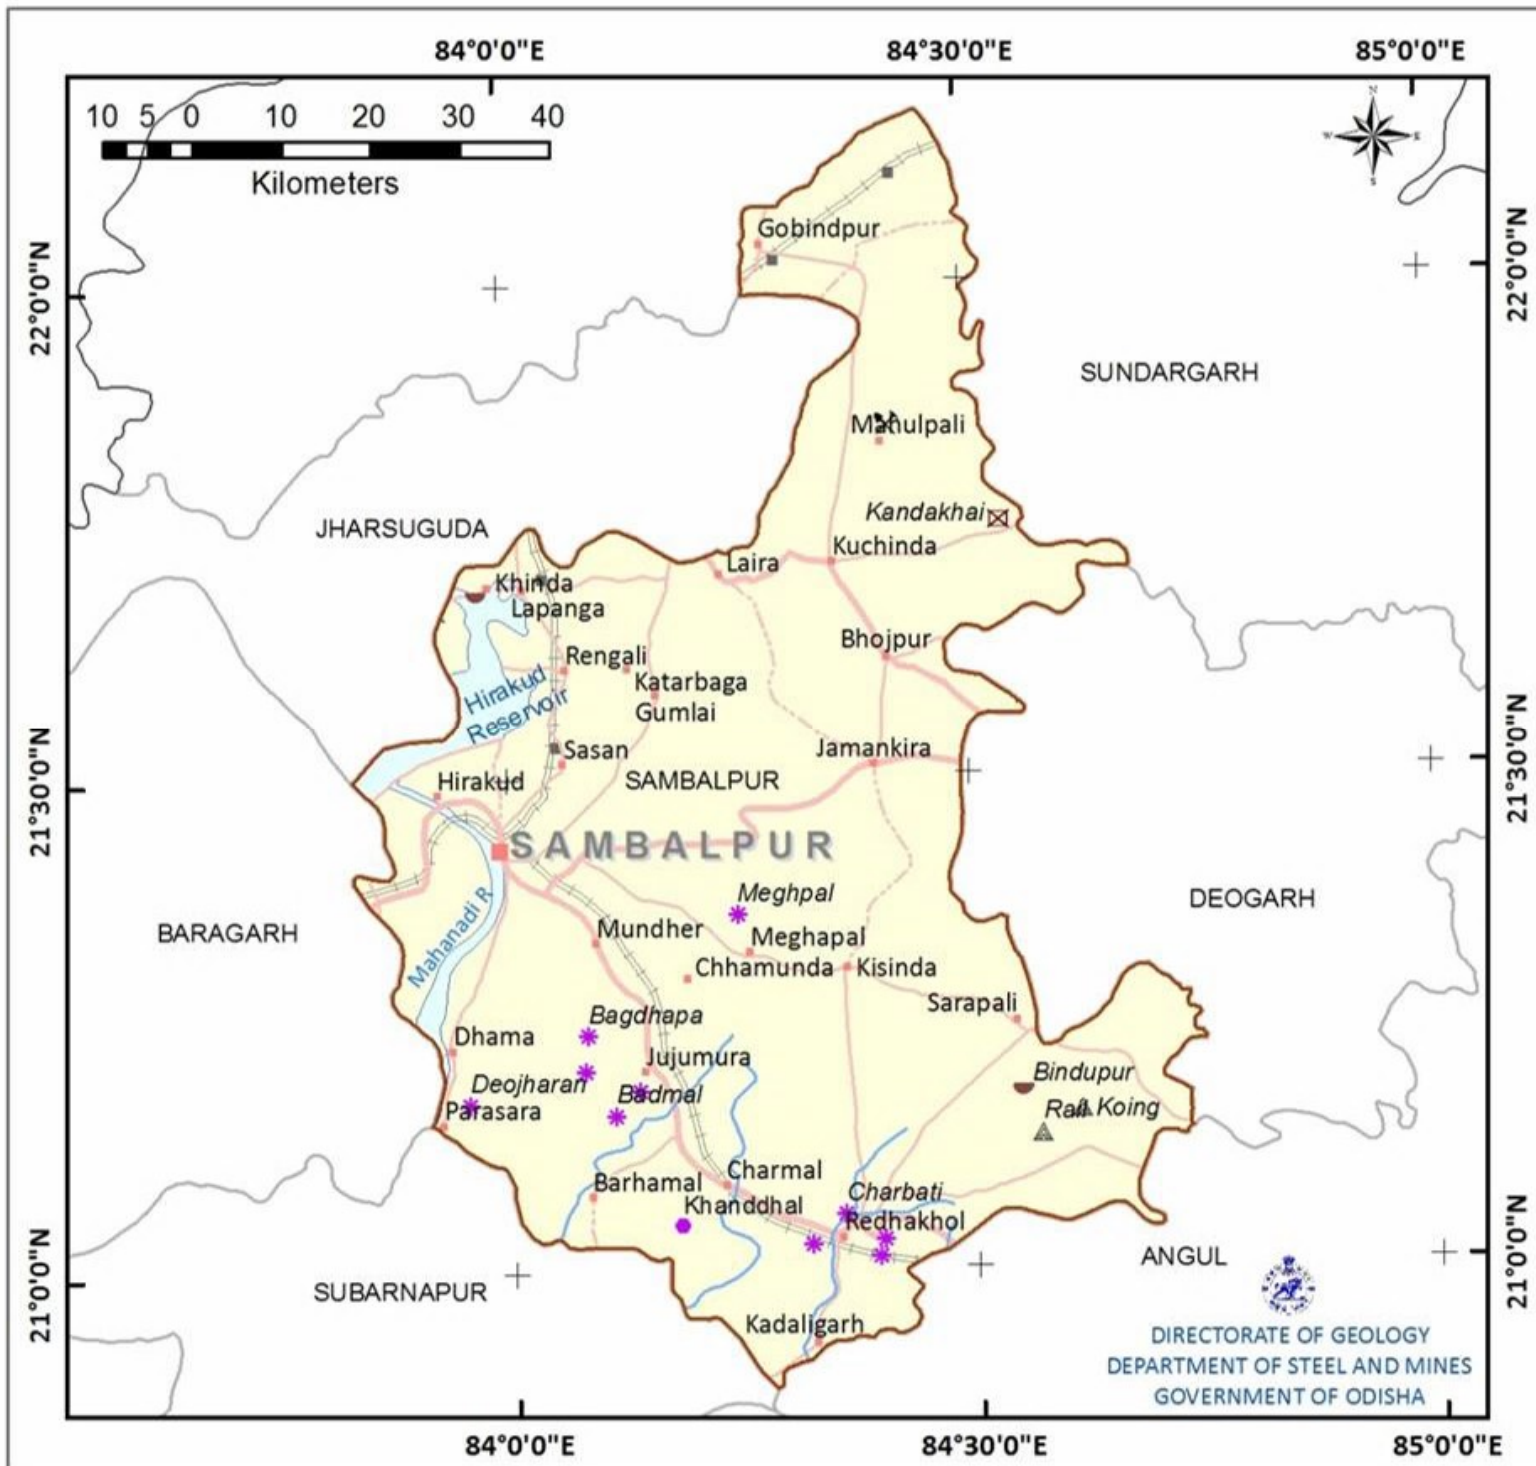 84°0'0"E
84°30'0"E
85°0'0"E
10 5 0 10 20 30 40
Kilometers
N
W E
S
22°0'0"N
22°0'0"N
Gobindpur
SUNDARGARH
Mahulpali
Kandakhai
JHARSUGUDA
Kuchinda
Laira
Khinda
Lapanga
Bhojpur
Rengali
Katarbaga
Gumlai
Hirakud
Reservoir
Sasan
Jamankira
SAMBALPUR
Hirakud
21°30'0"N
21°30'0"N
SAMBALPUR
Meghpal
DEOGARH
BARAGARH
Mahanadi R
Mundher
Meghapal
Chhamunda
Kisinda
Sarapali
Bagdhapa
Dhama
Jujumura
Bindupur
Deojharan
Badmal
Parasara
Rail
Koing
Charmal
Barhamal
Khanddhal
Charbati
Redhakhol
21°0'0"N
21°0'0"N
ANGUL
SUBARNAPUR
Kadaligarh
DIRECTORATE OF GEOLOGY
DEPARTMENT OF STEEL AND MINES
GOVERNMENT OF ODISHA
84°0'0"E
84°30'0"E
85°0'0"E